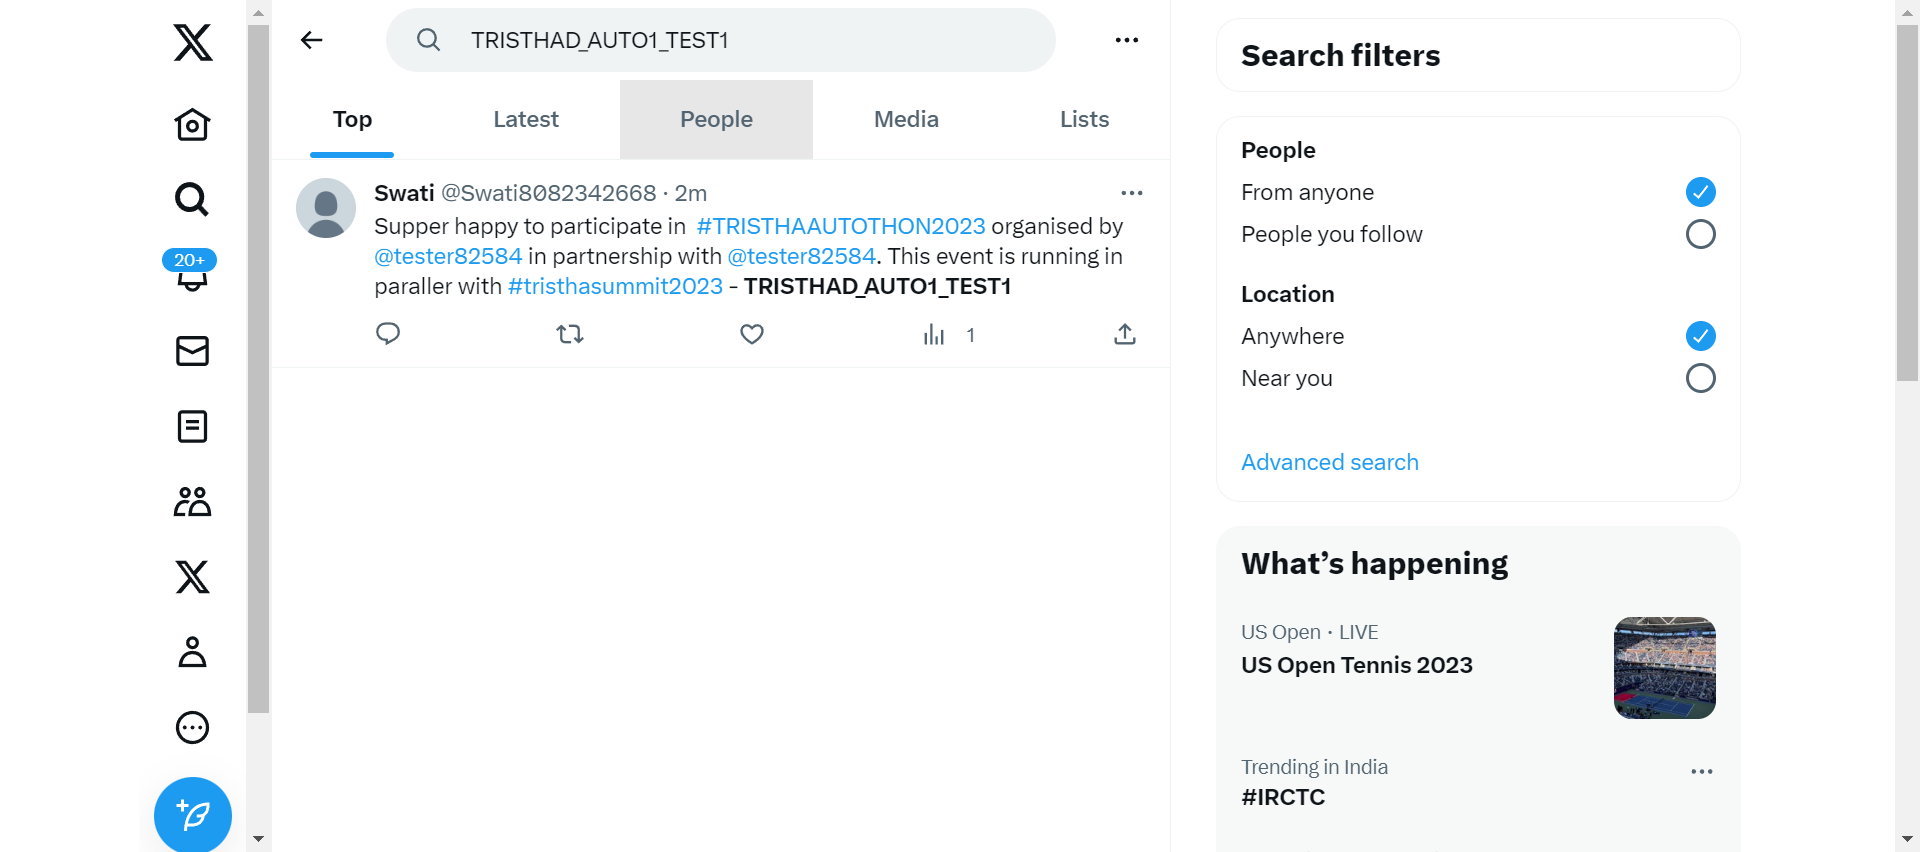 TRISTHAD_AUTO1_TEST1
Top
Latest
People
Media
Lists
20+
Swati @Swati8082342668 · 2m
Supper happy to participate in #TRISTHAAUTOTHON2023 organised by
@tester82584 in partnership with @tester82584. This event is running in
paraller with #tristhasummit2023 - TRISTHAD_AUTO1_TEST1
1
Search filters
People
From anyone
People you follow
Location
Anywhere
Near you
Advanced search
What’s happening
US Open · LIVE
US Open Tennis 2023
Trending in India
#IRCTC